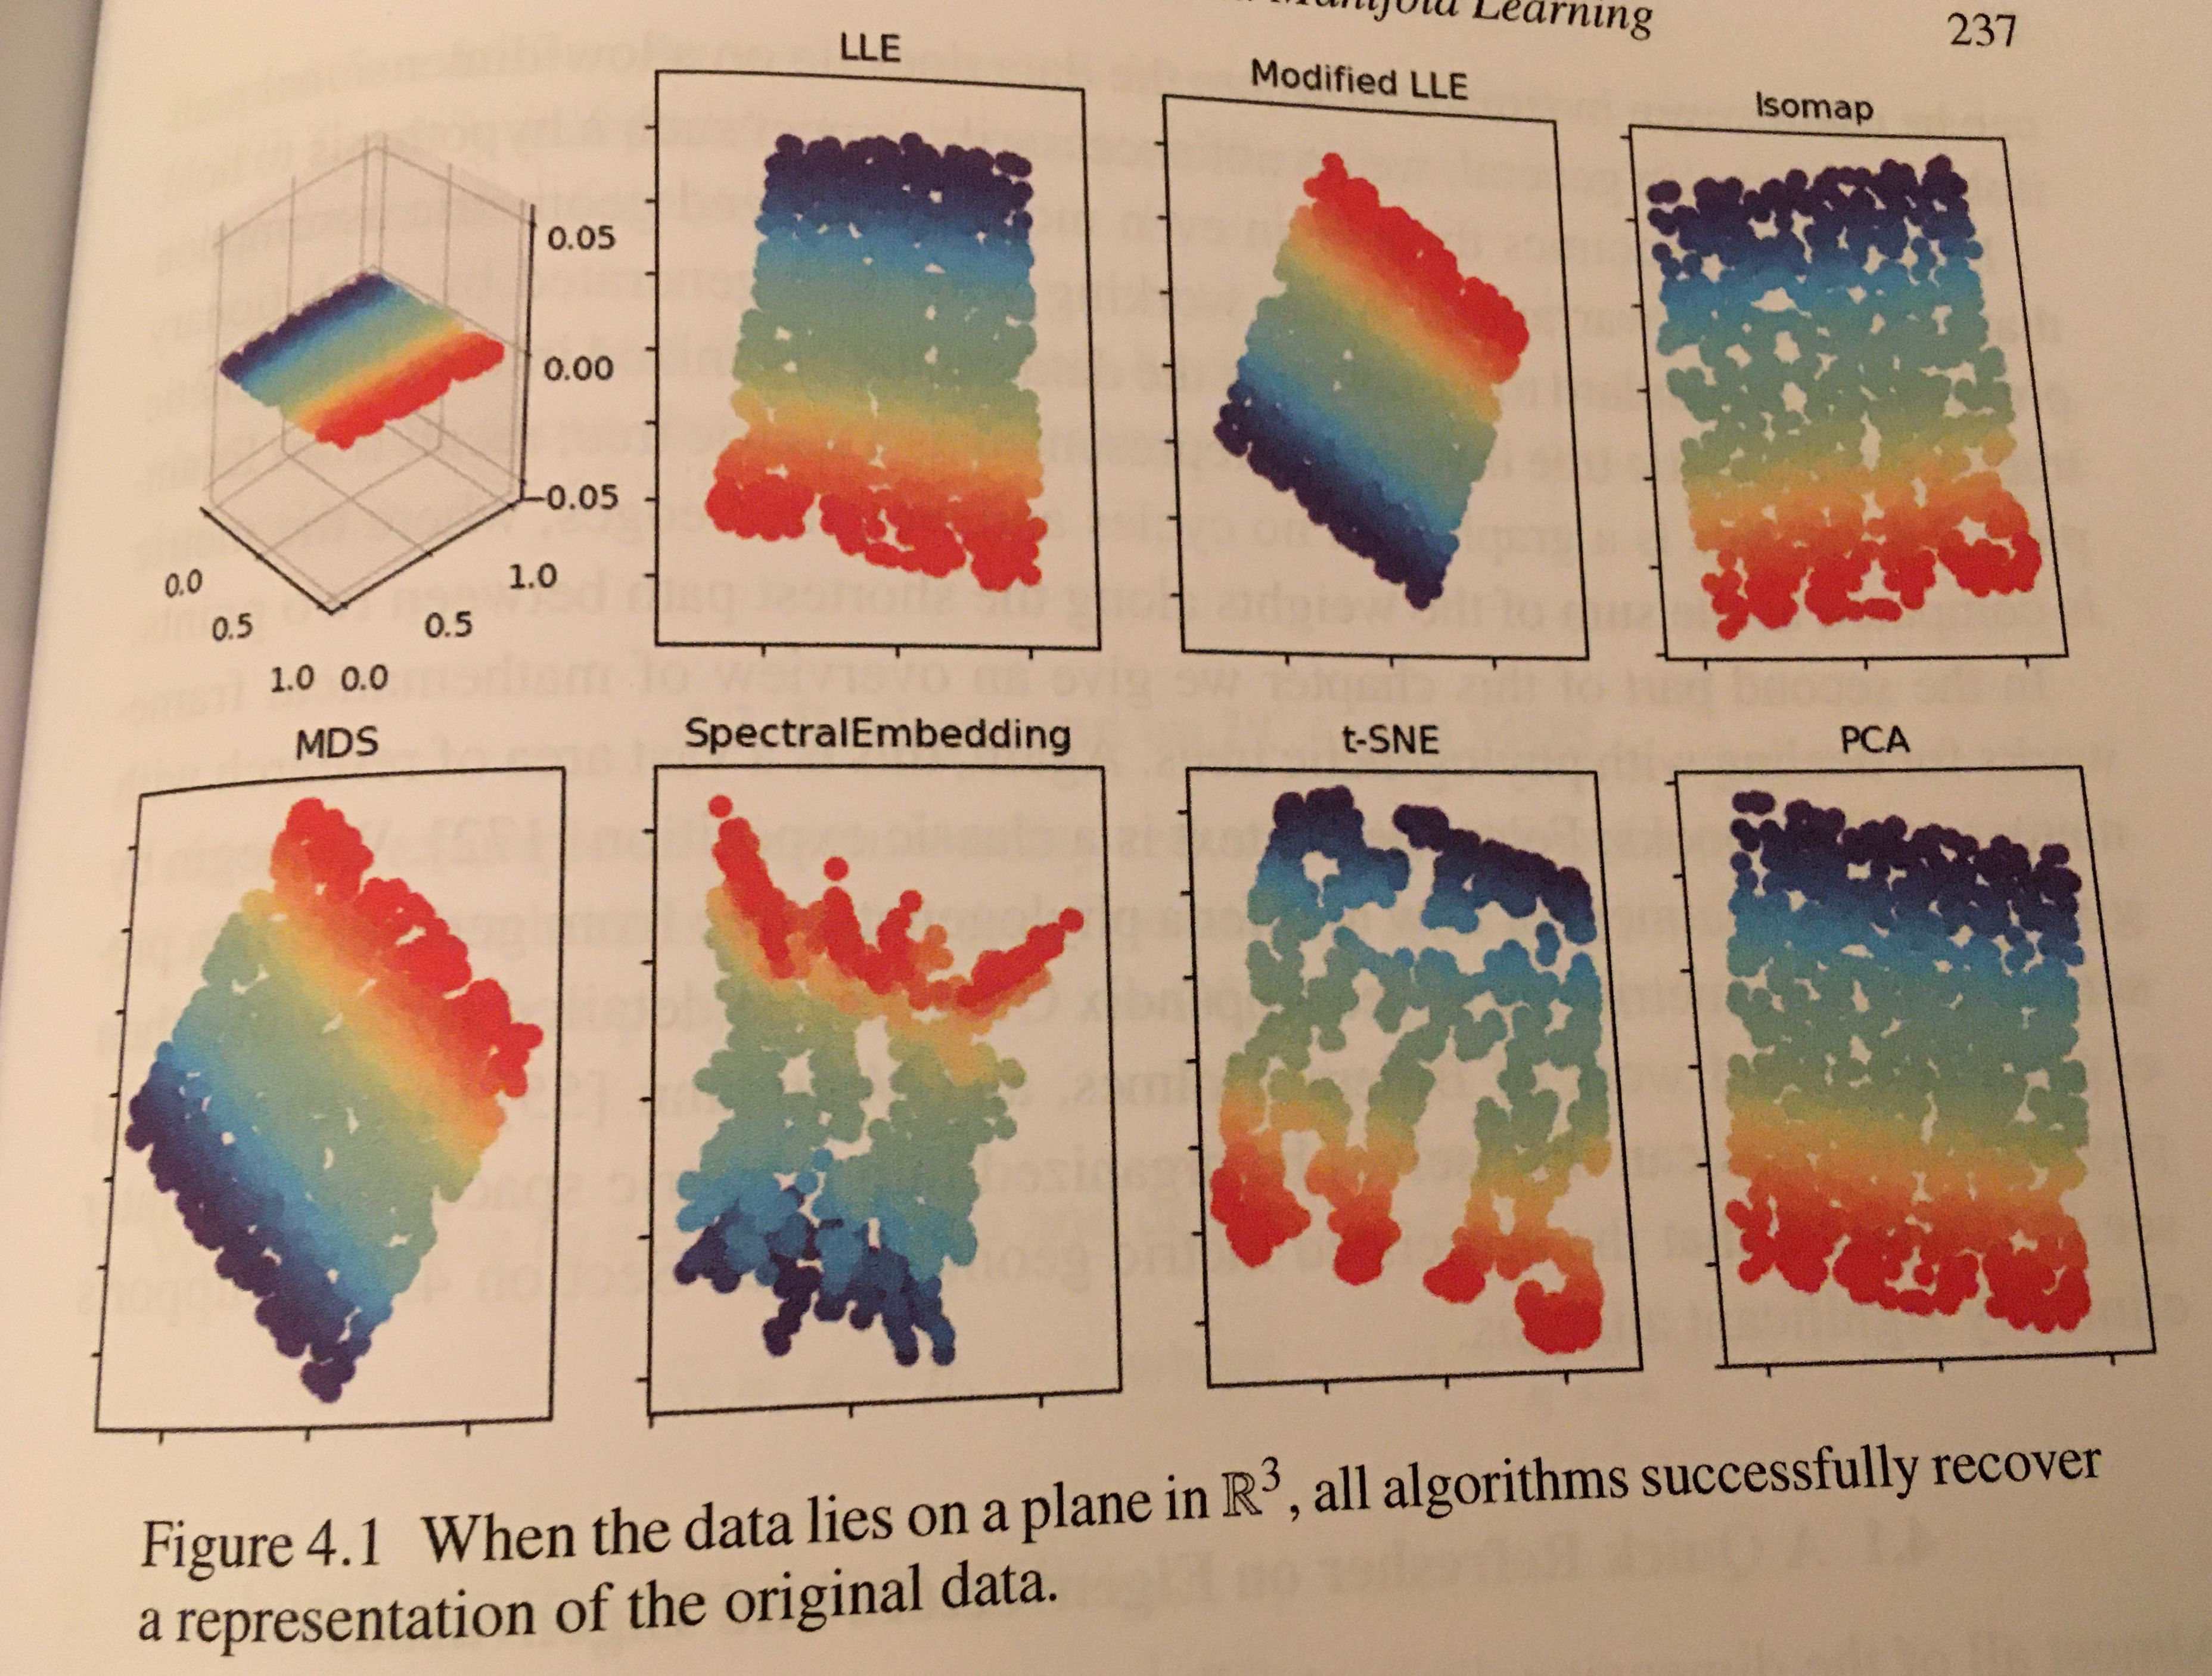 Manifold Learning 237
LLE
Modified LLE
Isomap
0.05
0.00
−0.05
0.0
0.5
1.0
0.0
0.5
1.0
MDS
SpectralEmbedding
t-SNE
PCA
Figure 4.1 When the data lies on a plane in ℝ³, all algorithms successfully recover
a representation of the original data.